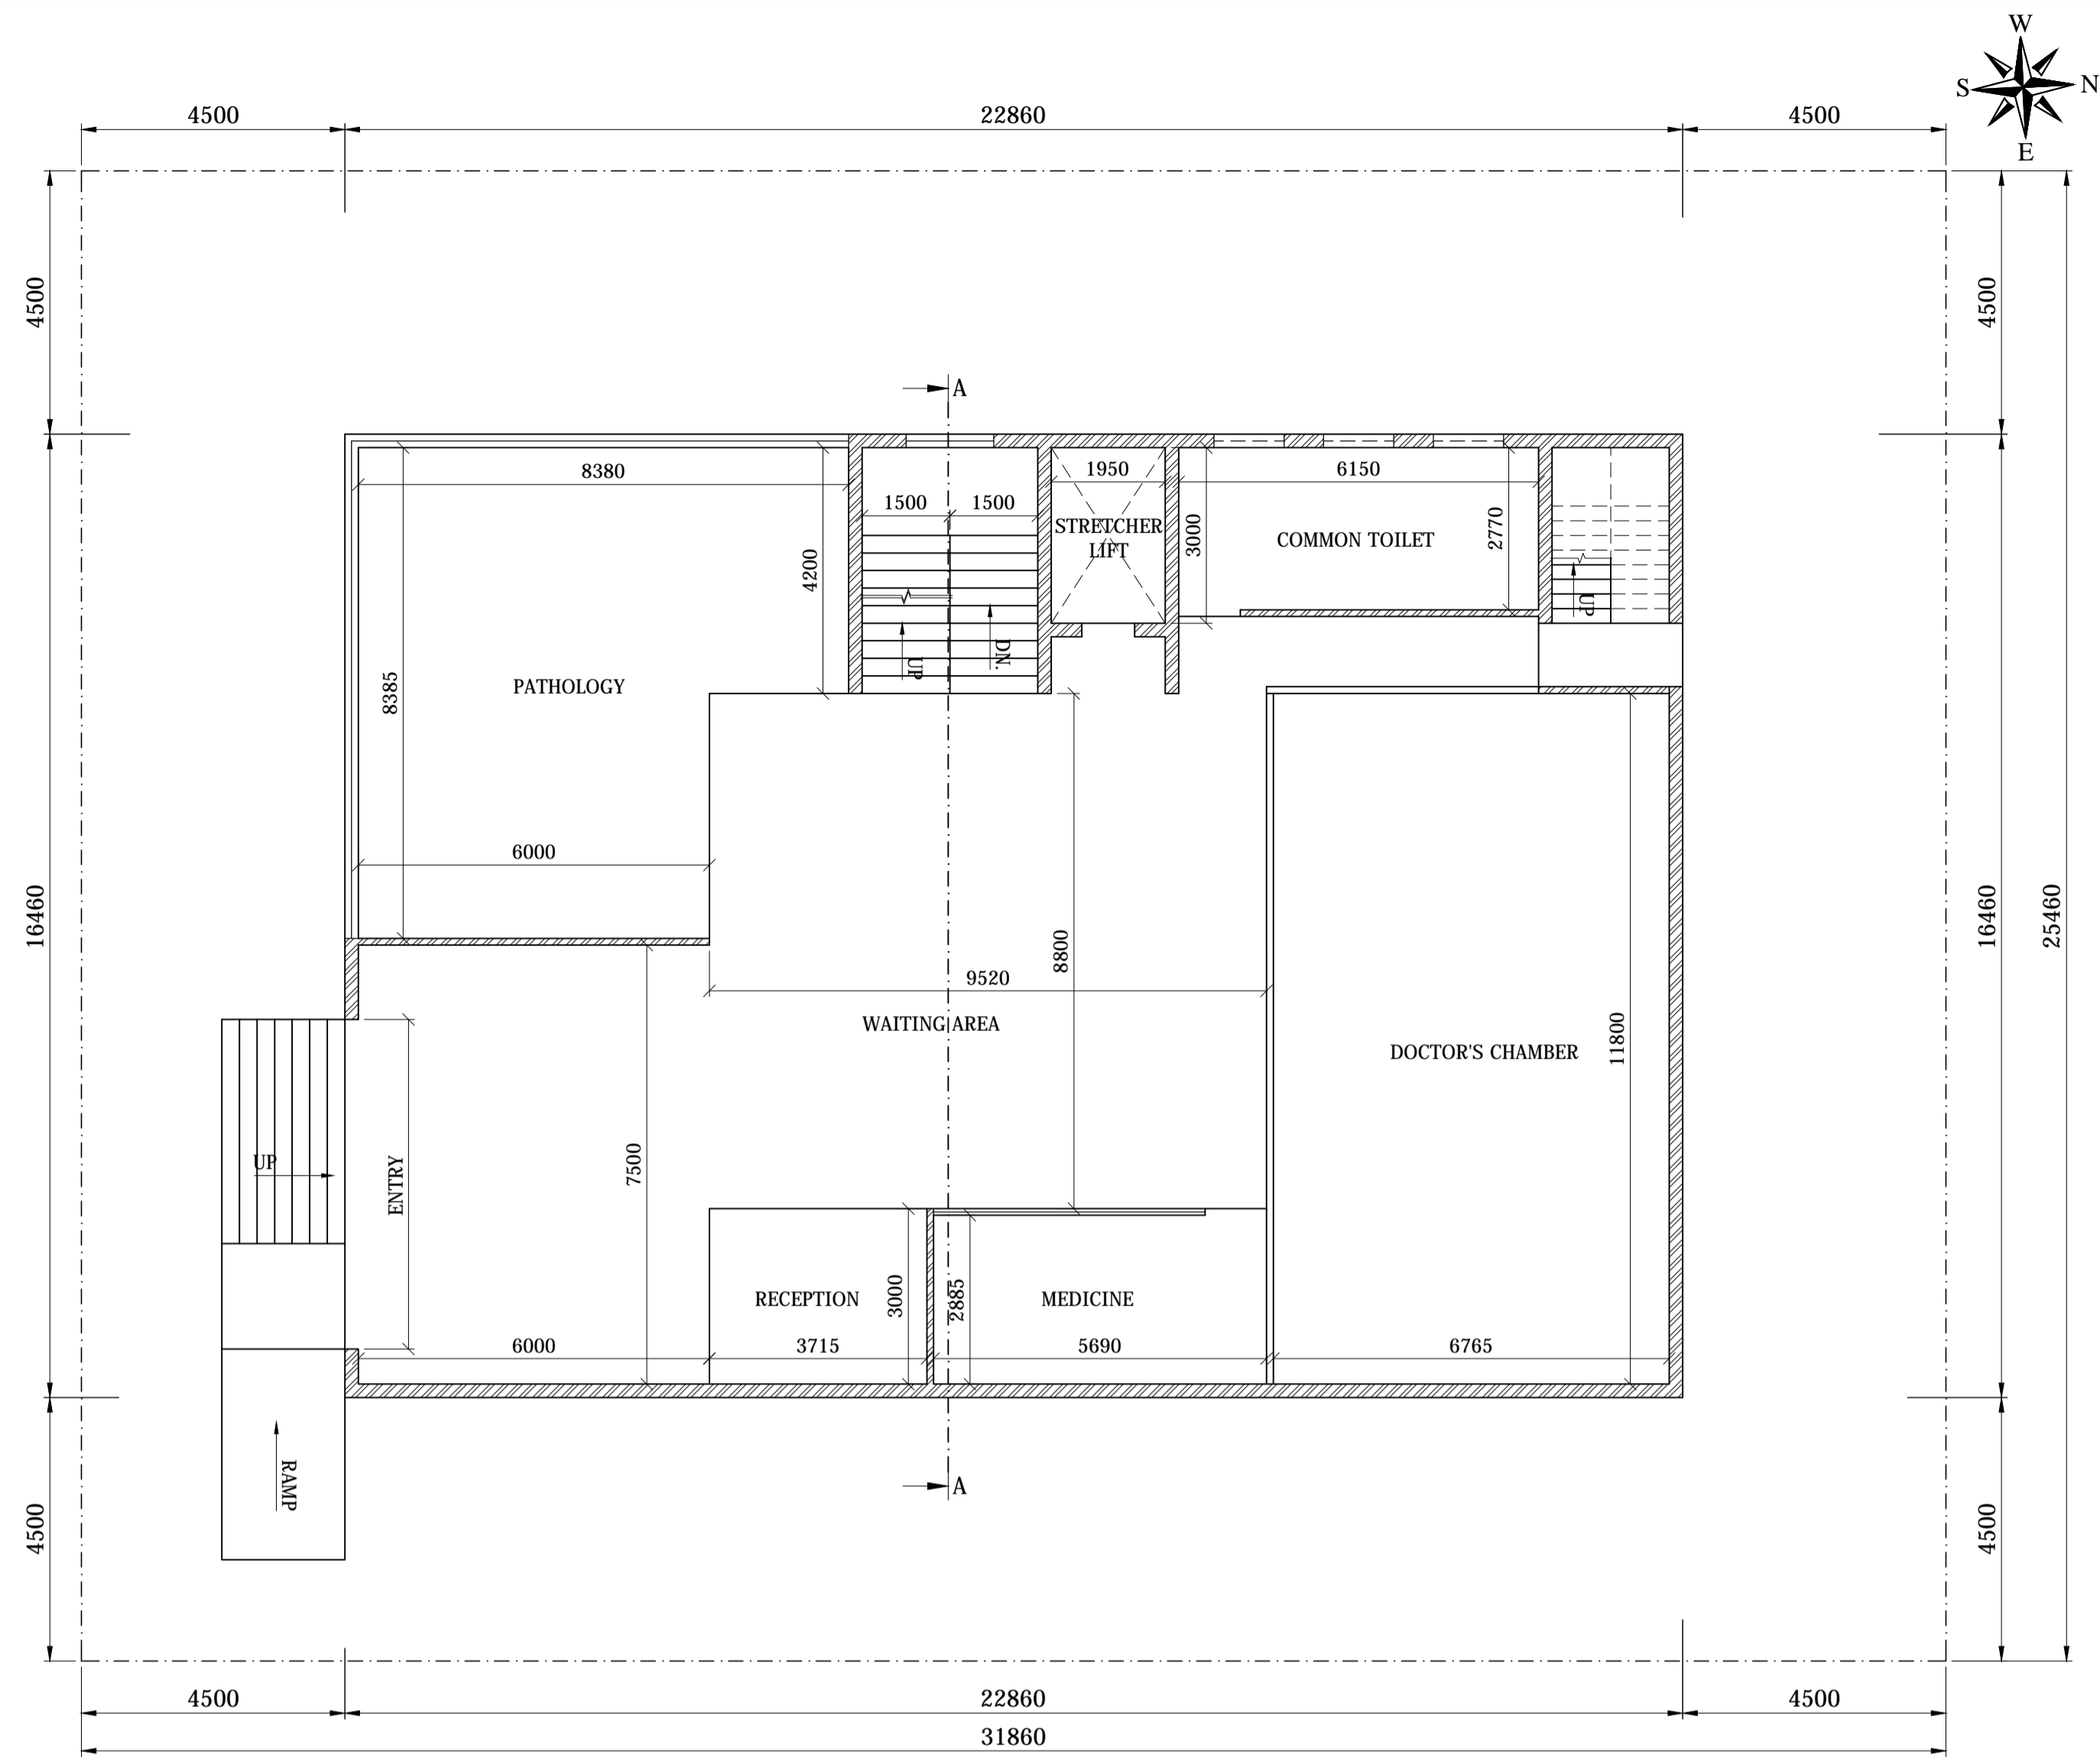 W
S N
E
4500 22860 4500
4500
4500
A
8380
1950
6150
1500 1500
STRETCHER
LIFT
3000
COMMON TOILET
2770
4200
UP
UP
DN.
8385
PATHOLOGY
6000
16460
16460
25460
8800
9520
WAITING AREA
DOCTOR'S CHAMBER
11800
UP
ENTRY
7500
RECEPTION
3000
2885
MEDICINE
6000
3715
5690
6765
RAMP
A
4500
4500
4500 22860 4500
31860